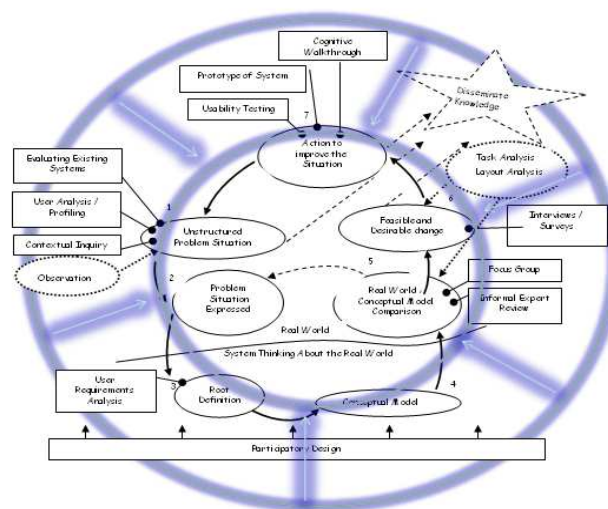 Cognitive
Walkthrough
Prototype of System
Usability Testing
7
Disseminate
Knowledge
Action to
improve the
Situation
Task Analysis
Layout Analysis
Evaluating Existing
Systems
User Analysis /
Profiling
Contextual Inquiry
Observation
1
Unstructured
Problem Situation
6
Feasible and
Desirable change
Interviews /
Surveys
2
Problem
Situation
Expressed
5
Real World /
Conceptual Model
Comparison
Focus Group
Informal Expert
Review
Real World
System Thinking About the Real World
User
Requirements
Analysis
3
Root
Definition
Conceptual Model
4
Participatory Design